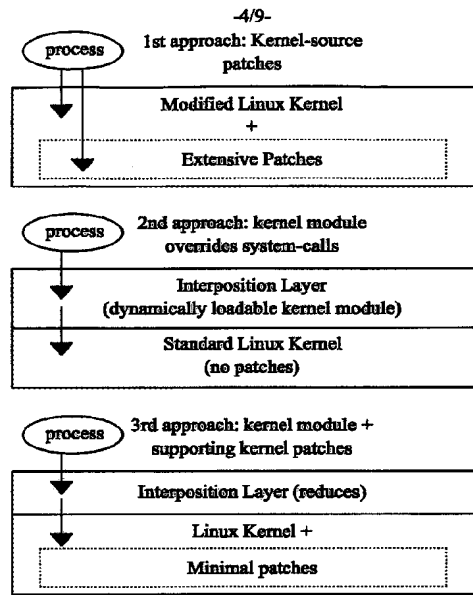 -4/9-
process
1st approach: Kernel-source
patches
Modified Linux Kernel
+
Extensive Patches
process
2nd approach: kernel module
overrides system-calls
Interposition Layer
(dynamically loadable kernel module)
Standard Linux Kernel
(no patches)
process
3rd approach: kernel module +
supporting kernel patches
Interposition Layer (reduces)
Linux Kernel +
Minimal patches